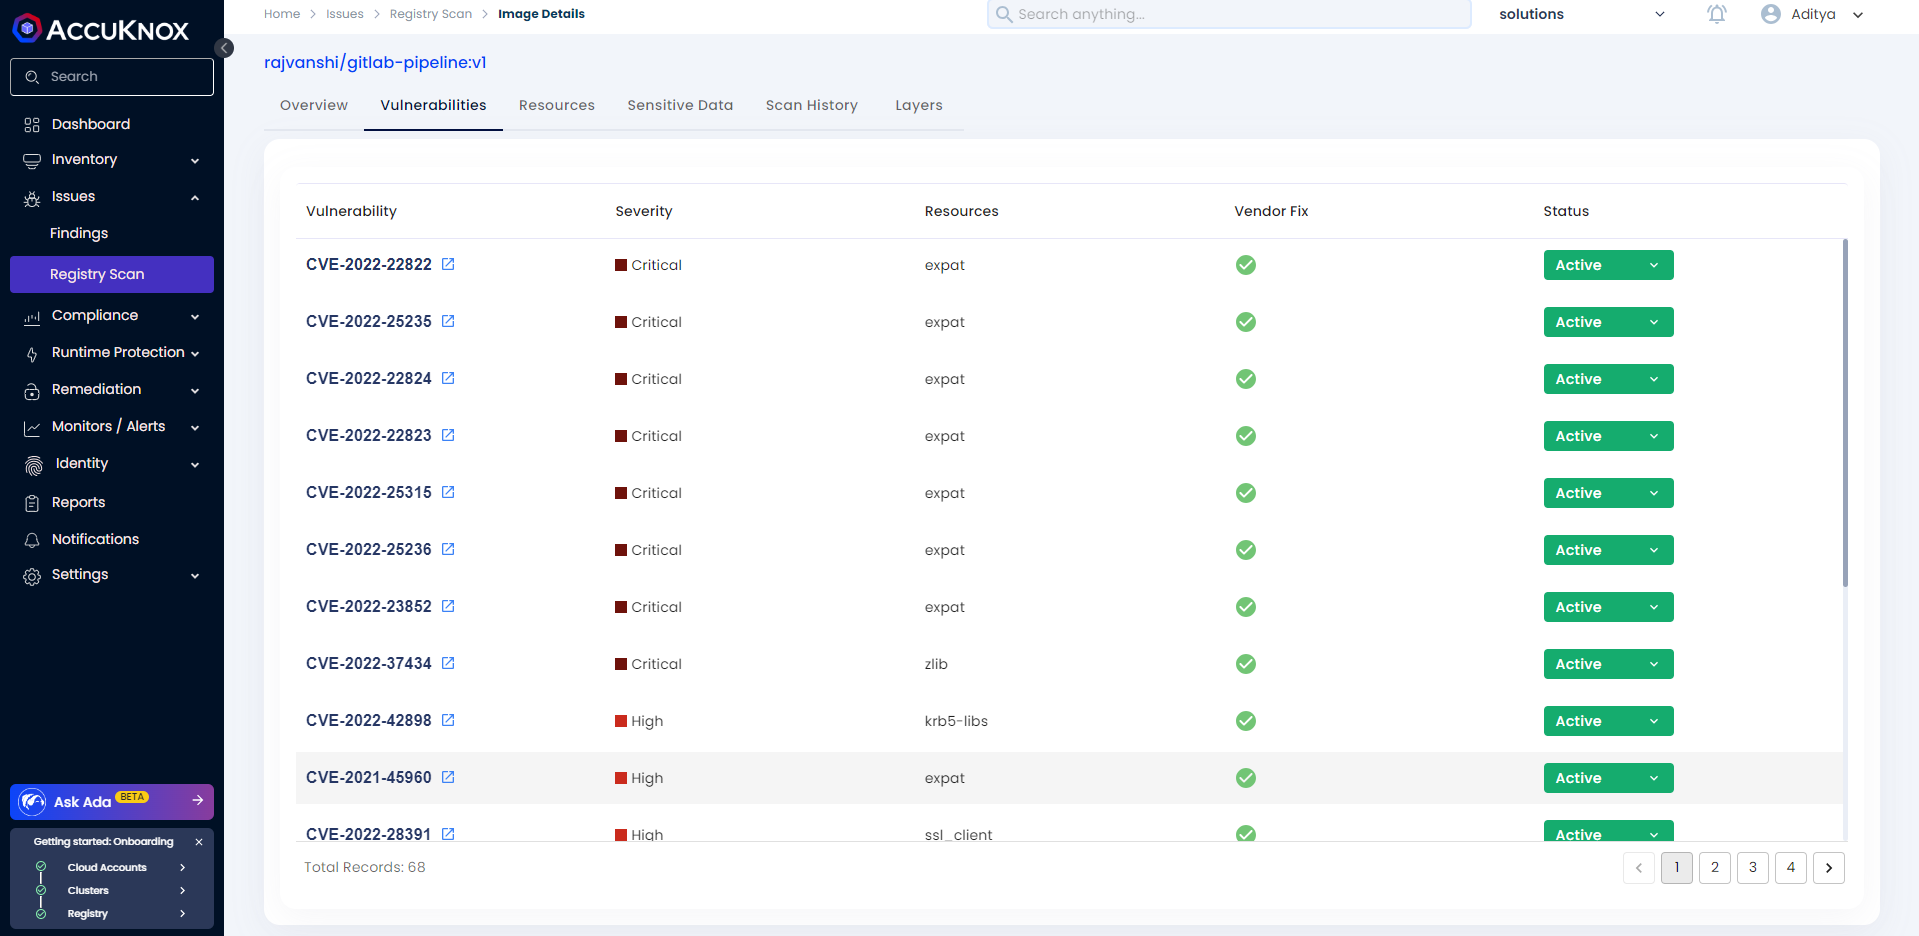 ACCUKNOX
Search
Dashboard
Inventory
Issues
Findings
Registry Scan
Compliance
Runtime Protection
Remediation
Monitors / Alerts
Identity
Reports
Notifications
Settings
Ask Ada BETA
Getting started: Onboarding
Cloud Accounts
Clusters
Registry
Home > Issues > Registry Scan > Image Details
Search anything...
solutions
Aditya
rajvanshi/gitlab-pipeline:v1
Overview Vulnerabilities Resources Sensitive Data Scan History Layers
Vulnerability Severity Resources Vendor Fix Status
CVE-2022-22822 Critical expat Active
CVE-2022-25235 Critical expat Active
CVE-2022-22824 Critical expat Active
CVE-2022-22823 Critical expat Active
CVE-2022-25315 Critical expat Active
CVE-2022-25236 Critical expat Active
CVE-2022-23852 Critical expat Active
CVE-2022-37434 Critical zlib Active
CVE-2022-42898 High krb5-libs Active
CVE-2021-45960 High expat Active
CVE-2022-28391 High ssl_client Active
Total Records: 68
1 2 3 4